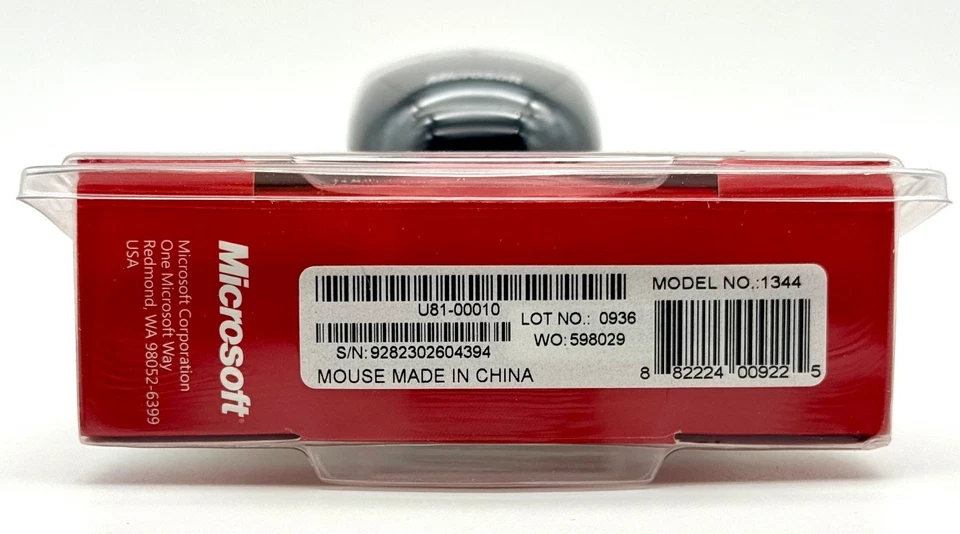 Microsoft
Microsoft®
Microsoft Corporation
One Microsoft Way
Redmond, WA 98052-6399
USA
U81-00010
LOT NO.: 0936
S/N:9282302604394
WO:598029
MOUSE MADE IN CHINA
MODEL NO.:1344
8 82224 00922 5